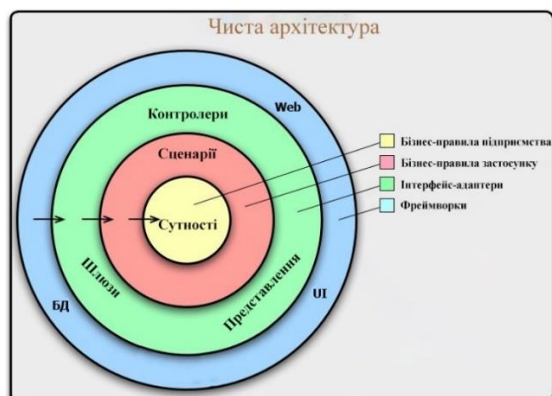 Чиста архітектура
Web
Контролери
Сценарії
Сутності
Шлюзи
Представлення
БД
UI
Бізнес-правила підприємства
Бізнес-правила застосунку
Інтерфейс-адаптери
Фреймворки